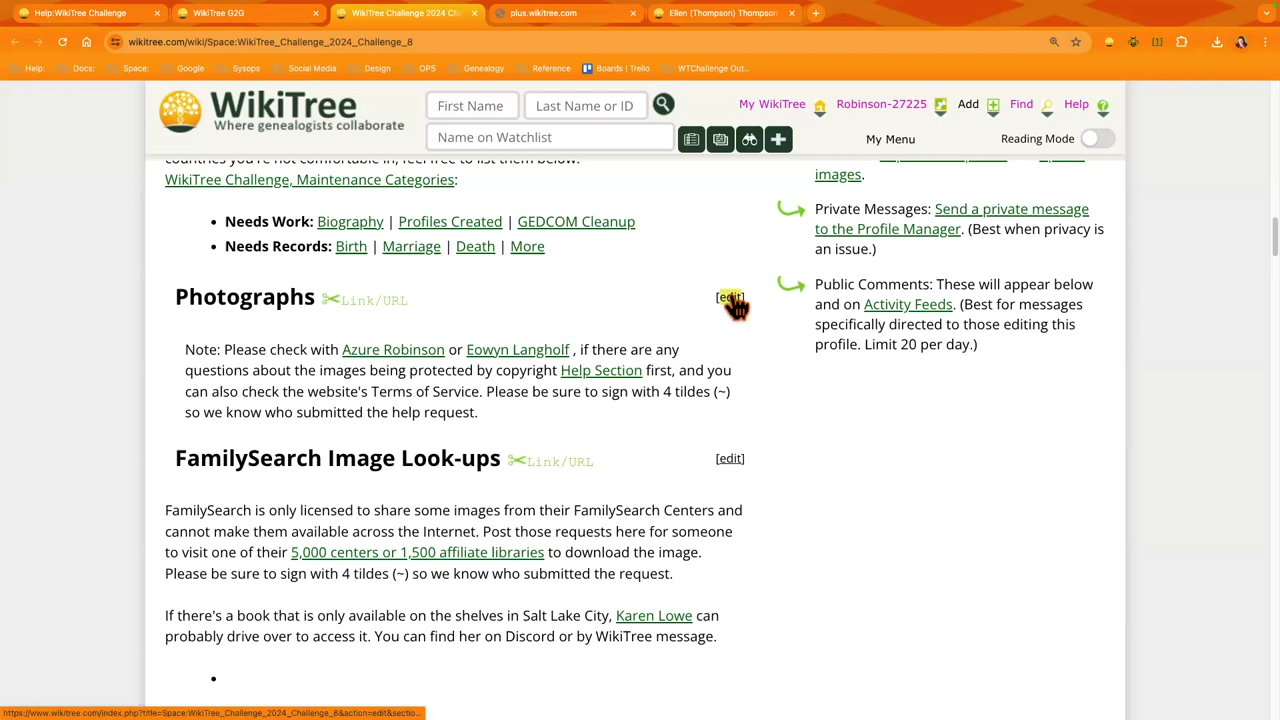 Help:WikiTree Challenge
WikiTree G2G
WikiTree Challenge 2024 Ch
plus.wikitree.com
Ellen (Thompson) Thompson
wikitree.com/wiki/Space:WikiTree_Challenge_2024_Challenge_8
Help: Docs: Space: Google Sysops Social Media Design OPS Genealogy Reference Boards | Trello WTChallenge Out...
WikiTree
Where genealogists collaborate
First Name Last Name or ID
Name on Watchlist
My WikiTree Robinson-27225 Add Find Help
My Menu Reading Mode
countries you're not comfortable in, feel free to list them below.
WikiTree Challenge, Maintenance Categories:
• Needs Work: Biography | Profiles Created | GEDCOM Cleanup
• Needs Records: Birth | Marriage | Death | More
Photographs Link/URL [edit]
Note: Please check with Azure Robinson or Eowyn Langholf , if there are any
questions about the images being protected by copyright Help Section first, and you
can also check the website's Terms of Service. Please be sure to sign with 4 tildes (~)
so we know who submitted the help request.
FamilySearch Image Look-ups Link/URL [edit]
FamilySearch is only licensed to share some images from their FamilySearch Centers and
cannot make them available across the Internet. Post those requests here for someone
to visit one of their 5,000 centers or 1,500 affiliate libraries to download the image.
Please be sure to sign with 4 tildes (~) so we know who submitted the request.
If there's a book that is only available on the shelves in Salt Lake City, Karen Lowe can
probably drive over to access it. You can find her on Discord or by WikiTree message.
•
images.
Private Messages: Send a private message
to the Profile Manager. (Best when privacy is
an issue.)
Public Comments: These will appear below
and on Activity Feeds. (Best for messages
specifically directed to those editing this
profile. Limit 20 per day.)
https://www.wikitree.com/index.php?title=Space:WikiTree_Challenge_2024_Challenge_8&action=edit&sectio...